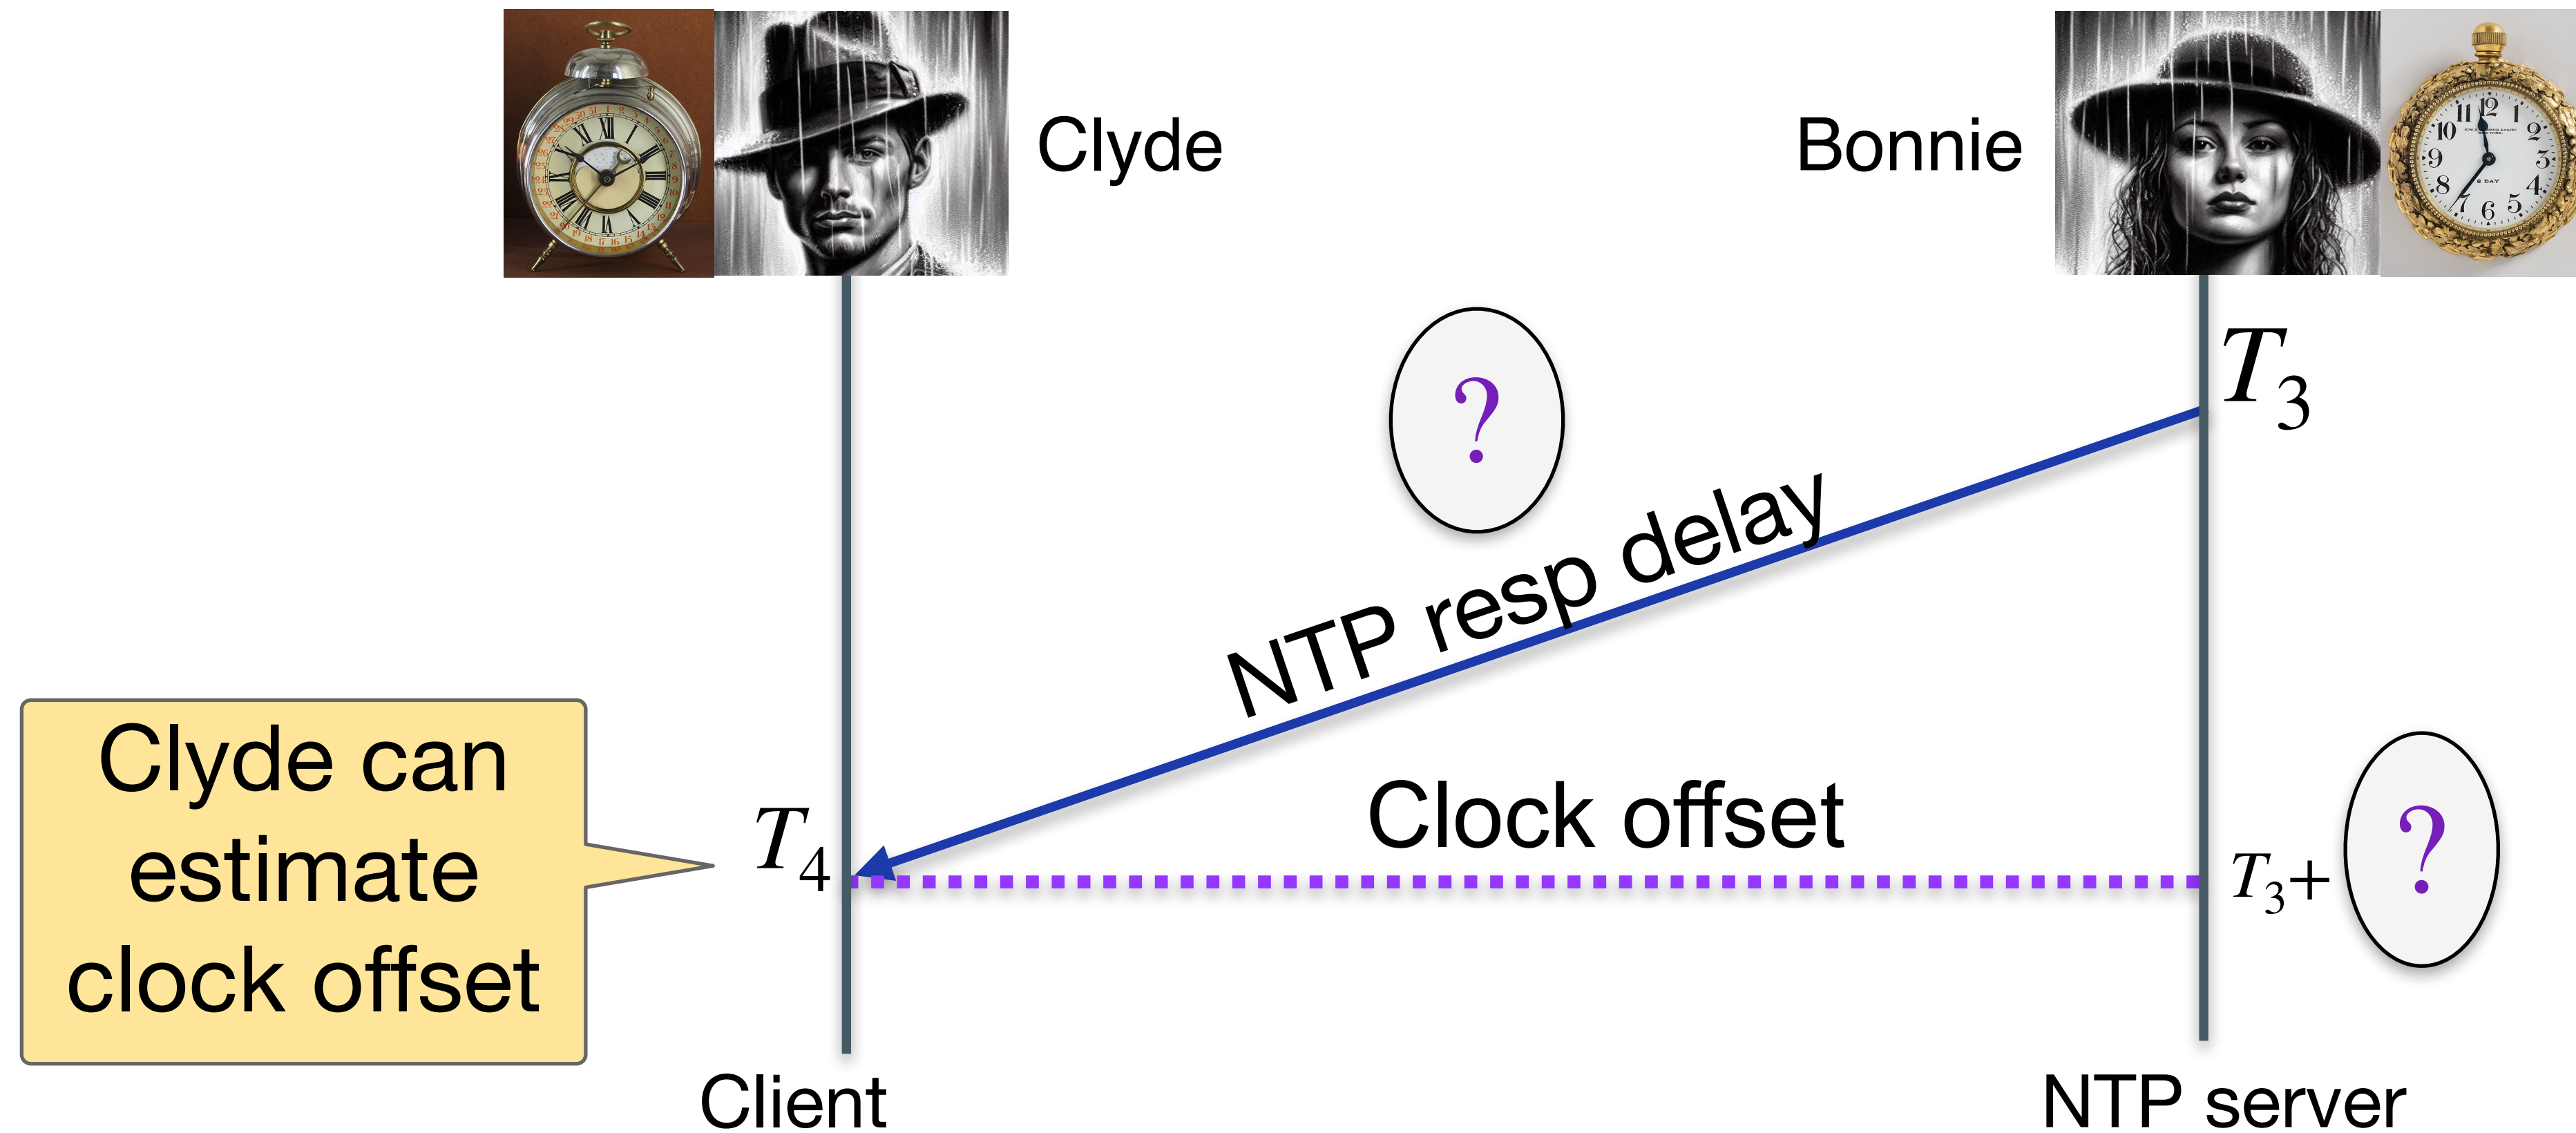 Clyde
Bonnie
T3
?
NTP resp delay
Clyde can
estimate
clock offset
T4
Clock offset
T3+ ?
Client
NTP server